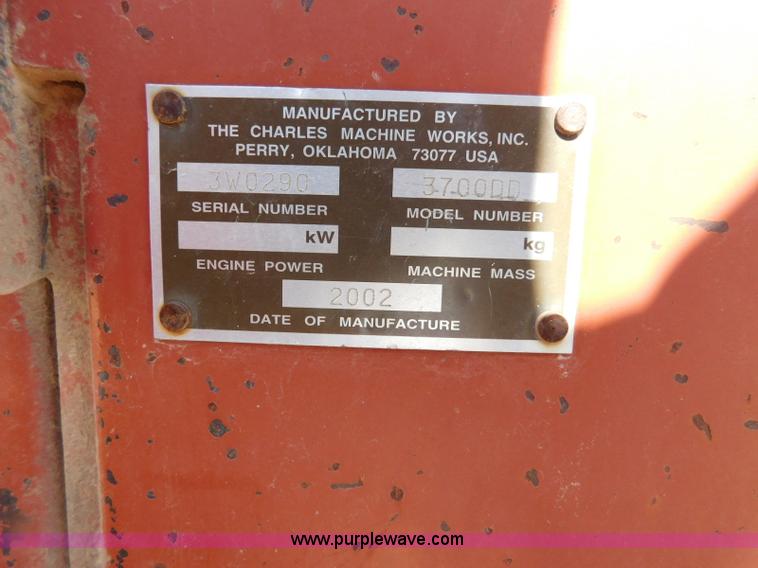 MANUFACTURED BY
THE CHARLES MACHINE WORKS, INC.
PERRY, OKLAHOMA 73077 USA
3W0290 3700DD
SERIAL NUMBER MODEL NUMBER
kW kg
ENGINE POWER MACHINE MASS
2002
DATE OF MANUFACTURE
www.purplewave.com